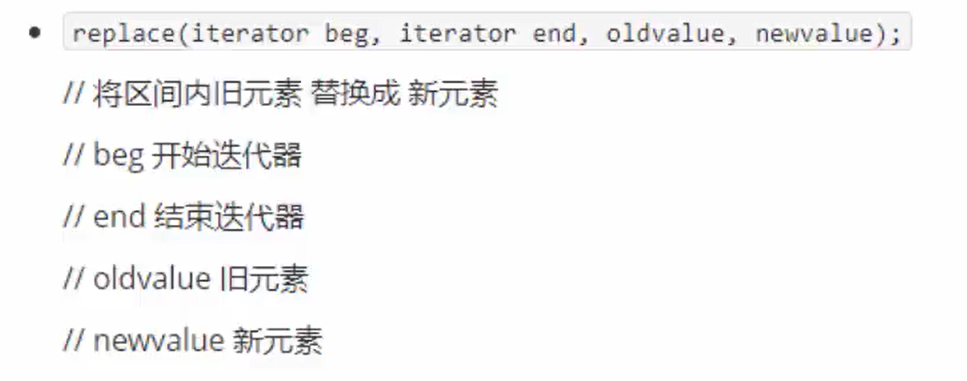 replace(iterator beg, iterator end, oldvalue, newvalue);
// 将区间内旧元素 替换成 新元素
// beg 开始迭代器
// end 结束迭代器
// oldvalue 旧元素
// newvalue 新元素